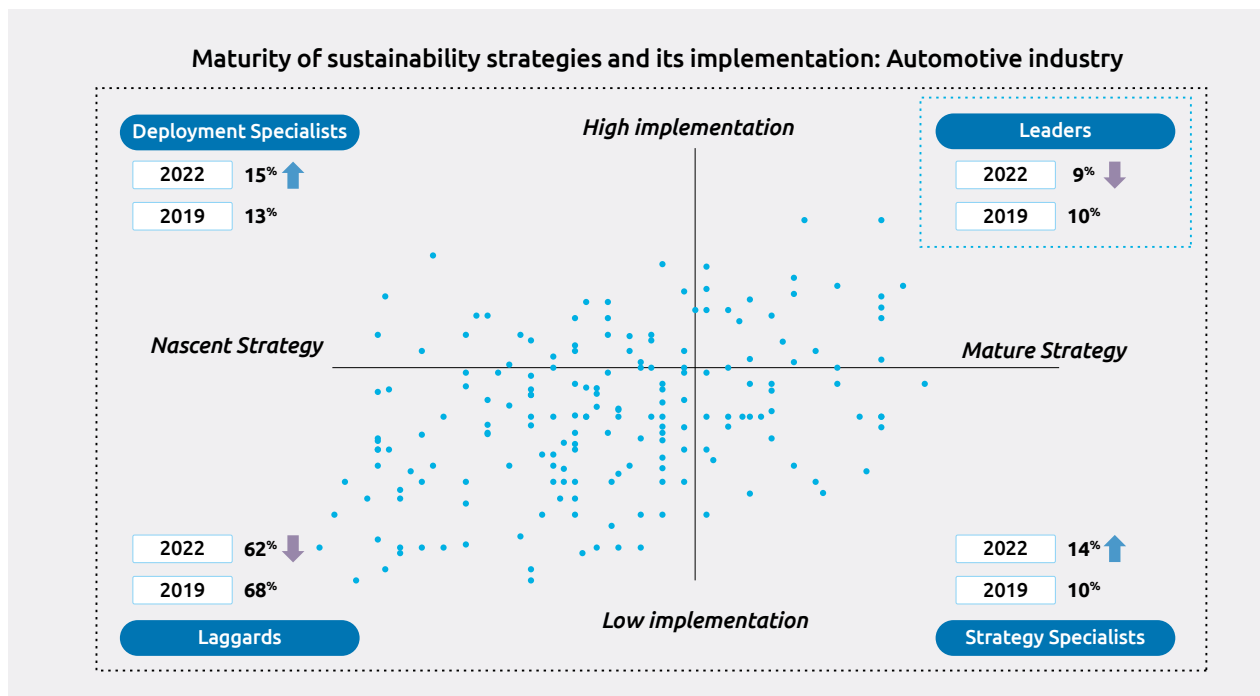 Maturity of sustainability strategies and its implementation: Automotive industry
Deployment Specialists
2022 15%
2019 13%
High implementation
Leaders
2022 9%
2019 10%
Nascent Strategy
Mature Strategy
2022 62%
2019 68%
Laggards
Low implementation
2022 14%
2019 10%
Strategy Specialists